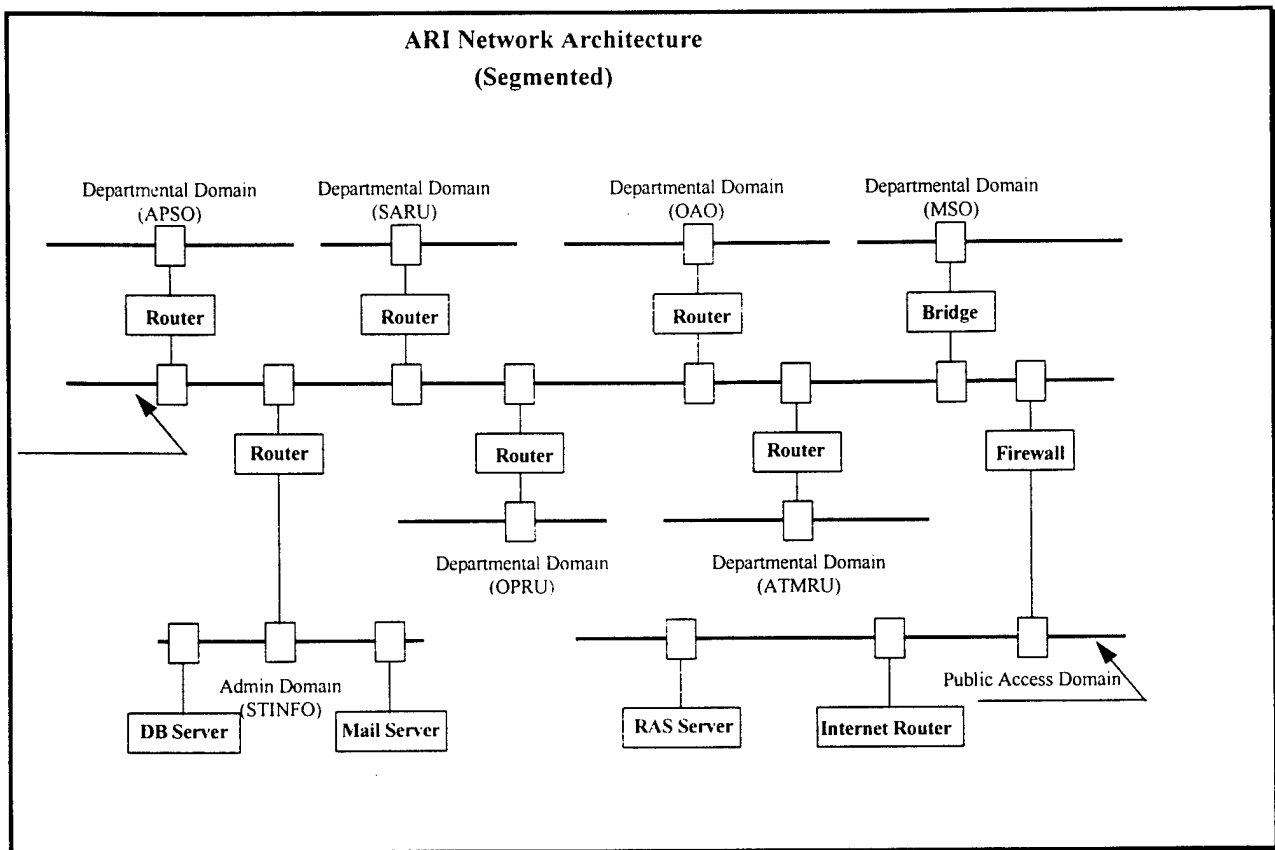 ARI Network Architecture
(Segmented)
Departmental Domain
(APSO)
Departmental Domain
(SARU)
Departmental Domain
(OAO)
Departmental Domain
(MSO)
Router
Router
Router
Bridge
Router
Router
Router
Firewall
Departmental Domain
(OPRU)
Departmental Domain
(ATMRU)
Admin Domain
(STINFO)
Public Access Domain
DB Server
Mail Server
RAS Server
Internet Router